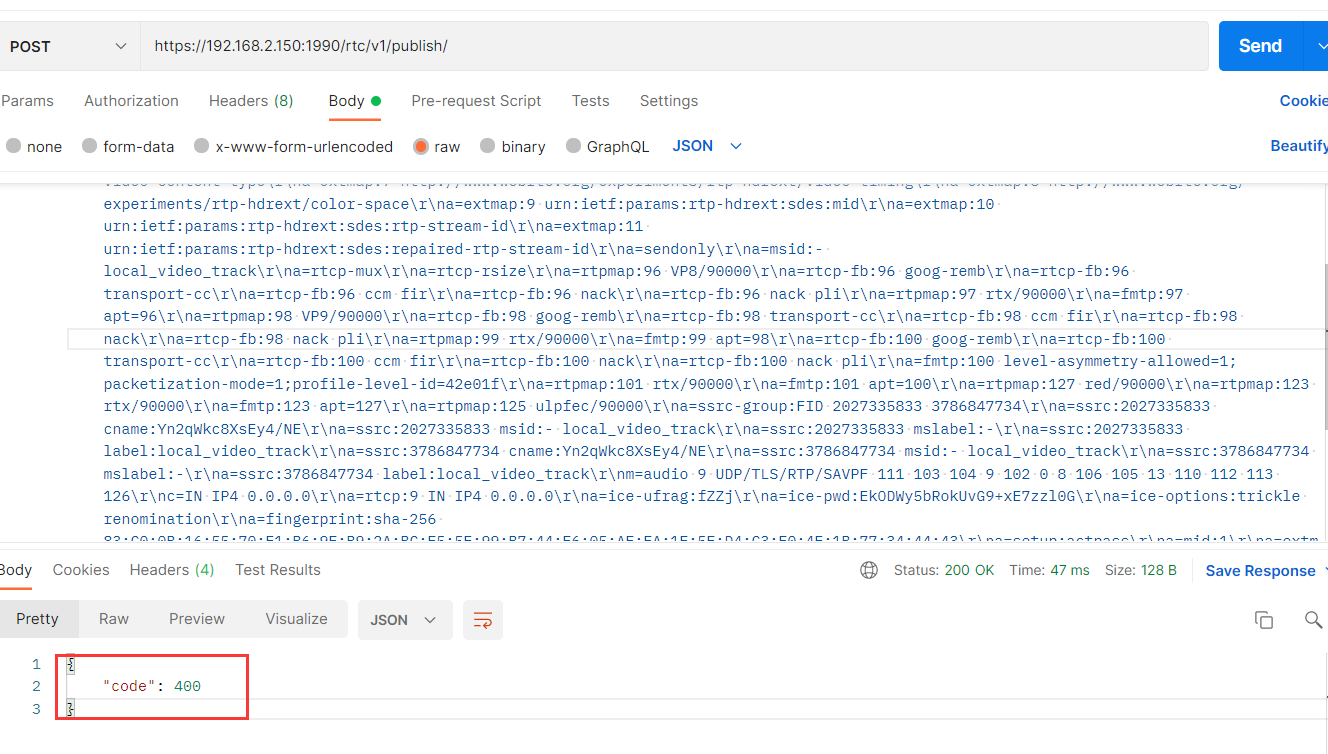 POST
https://192.168.2.150:1990/rtc/v1/publish/
Send
Params Authorization Headers (8) Body Pre-request Script Tests Settings Cookie
none form-data x-www-form-urlencoded raw binary GraphQL JSON Beautify
experiments/rtp-hdrext/color-space\r\na=extmap:9 urn:ietf:params:rtp-hdrext:sdes:mid\r\na=extmap:10
urn:ietf:params:rtp-hdrext:sdes:rtp-stream-id\r\na=extmap:11
urn:ietf:params:rtp-hdrext:sdes:repaired-rtp-stream-id\r\na=sendonly\r\na=msid:-
local_video_track\r\na=rtcp-mux\r\na=rtcp-rsize\r\na=rtpmap:96 VP8/90000\r\na=rtcp-fb:96 goog-remb\r\na=rtcp-fb:96
transport-cc\r\na=rtcp-fb:96 ccm fir\r\na=rtcp-fb:96 nack\r\na=rtcp-fb:96 nack pli\r\na=rtpmap:97 rtx/90000\r\na=fmtp:97
apt=96\r\na=rtpmap:98 VP9/90000\r\na=rtcp-fb:98 goog-remb\r\na=rtcp-fb:98 transport-cc\r\na=rtcp-fb:98 ccm fir\r\na=rtcp-fb:98
nack\r\na=rtcp-fb:98 nack pli\r\na=rtpmap:99 rtx/90000\r\na=fmtp:99 apt=98\r\na=rtcp-fb:100 goog-remb\r\na=rtcp-fb:100
transport-cc\r\na=rtcp-fb:100 ccm fir\r\na=rtcp-fb:100 nack\r\na=rtcp-fb:100 nack pli\r\na=fmtp:100 level-asymmetry-allowed=1;
packetization-mode=1;profile-level-id=42e01f\r\na=rtpmap:101 rtx/90000\r\na=fmtp:101 apt=100\r\na=rtpmap:127 red/90000\r\na=rtpmap:123
rtx/90000\r\na=fmtp:123 apt=127\r\na=rtpmap:125 ulpfec/90000\r\na=ssrc-group:FID 2027335833 3786847734\r\na=ssrc:2027335833
cname:Yn2qWkc8XsEy4/NE\r\na=ssrc:2027335833 msid:- local_video_track\r\na=ssrc:2027335833 mslabel:-\r\na=ssrc:2027335833
label:local_video_track\r\na=ssrc:3786847734 cname:Yn2qWkc8XsEy4/NE\r\na=ssrc:3786847734 msid:- local_video_track\r\na=ssrc:3786847734
mslabel:-\r\na=ssrc:3786847734 label:local_video_track\r\nm=audio 9 UDP/TLS/RTP/SAVPF 111 103 104 9 102 0 8 106 105 13 110 112 113
126\r\nc=IN IP4 0.0.0.0\r\na=rtcp:9 IN IP4 0.0.0.0\r\na=ice-ufrag:fZZj\r\na=ice-pwd:EkODWy5bRokUvG9+xE7zzl0G\r\na=ice-options:trickle
renomination\r\na=fingerprint:sha-256
Body Cookies Headers (4) Test Results Status: 200 OK Time: 47 ms Size: 128 B Save Response
Pretty Raw Preview Visualize JSON
1 {
2 "code": 400
3 }